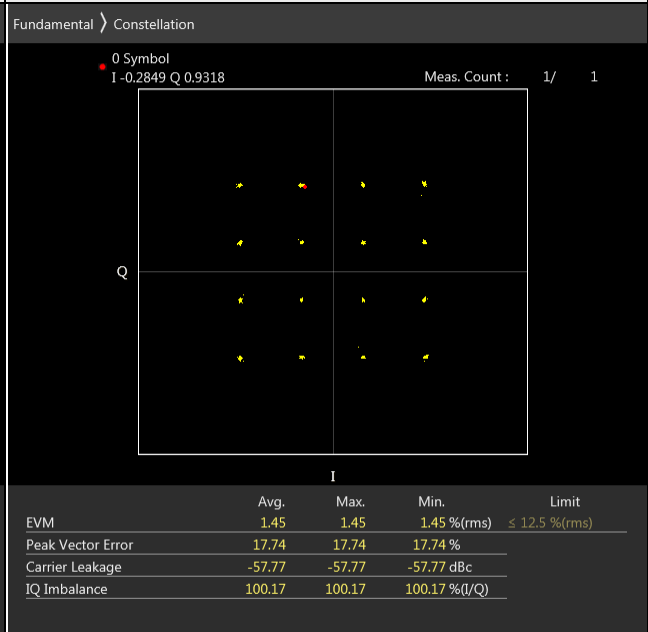 Fundamental 〉 Constellation
0 Symbol
I -0.2849 Q 0.9318
Meas. Count : 1/ 1
Q
I
Avg. Max. Min. Limit
EVM 1.45 1.45 1.45 %(rms) ≤ 12.5 %(rms)
Peak Vector Error 17.74 17.74 17.74 %
Carrier Leakage -57.77 -57.77 -57.77 dBc
IQ Imbalance 100.17 100.17 100.17 %(I/Q)